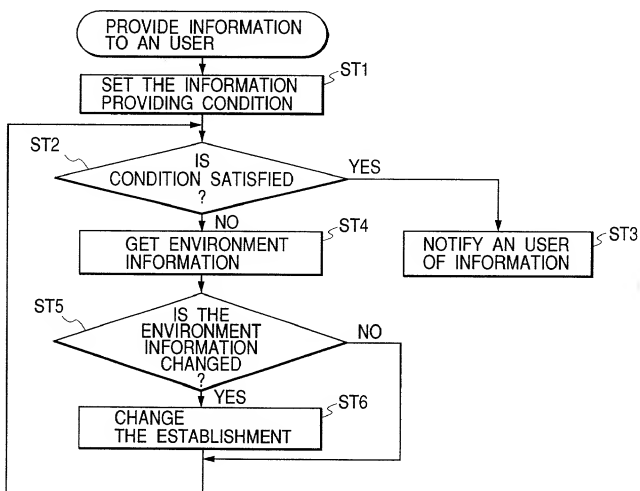 PROVIDE INFORMATION
TO AN USER
ST1
SET THE INFORMATION
PROVIDING CONDITION
ST2
IS
CONDITION SATISFIED
?
YES
NO
ST3
NOTIFY AN USER
OF INFORMATION
ST4
GET ENVIRONMENT
INFORMATION
ST5
IS THE
ENVIRONMENT
INFORMATION
CHANGED
?
NO
YES
ST6
CHANGE
THE ESTABLISHMENT